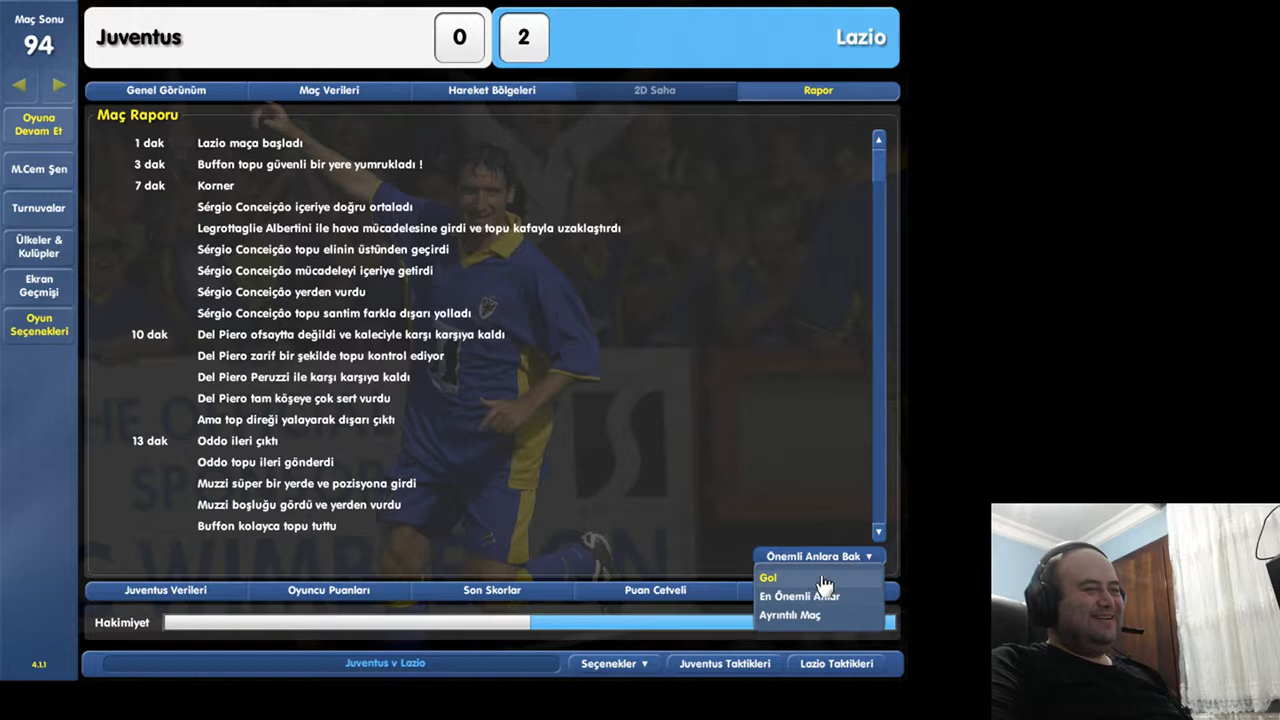 Maç Sonu
94
Juventus
0
2
Lazio
Genel Görünüm
Maç Verileri
Hareket Bölgeleri
2D Saha
Rapor
Oyuna
Devam Et
M.Cem Şen
Turnuvalar
Ülkeler &
Kulüpler
Ekran
Geçmişi
Oyun
Seçenekleri
Maç Raporu
1 dak Lazio maça başladı
3 dak Buffon topu güvenli bir yere yumrukladı !
7 dak Korner
Sérgio Conceição içeriye doğru ortaladı
Legrottaglie Albertini ile hava mücadelesine girdi ve topu kafayla uzaklaştırdı
Sérgio Conceição topu elinin üstünden geçirdi
Sérgio Conceição mücadeleyi içeriye getirdi
Sérgio Conceição yerden vurdu
Sérgio Conceição topu santim farkla dışarı yolladı
10 dak Del Piero ofsaytta değildi ve kaleciyle karşı karşıya kaldı
Del Piero zarif bir şekilde topu kontrol ediyor
Del Piero Peruzzi ile karşı karşıya kaldı
Del Piero tam köşeye çok sert vurdu
Ama top direği yalayarak dışarı çıktı
13 dak Oddo ileri çıktı
Oddo topu ileri gönderdi
Muzzi süper bir yerde ve pozisyona girdi
Muzzi boşluğu gördü ve yerden vurdu
Buffon kolayca topu tuttu
Önemli Anlara Bak
Gol
En Önemli Anlar
Ayrıntılı Maç
Juventus Verileri
Oyuncu Puanları
Son Skorlar
Puan Cetveli
Hakimiyet
4.1.1
Juventus v Lazio
Seçenekler
Juventus Taktikleri
Lazio Taktikleri